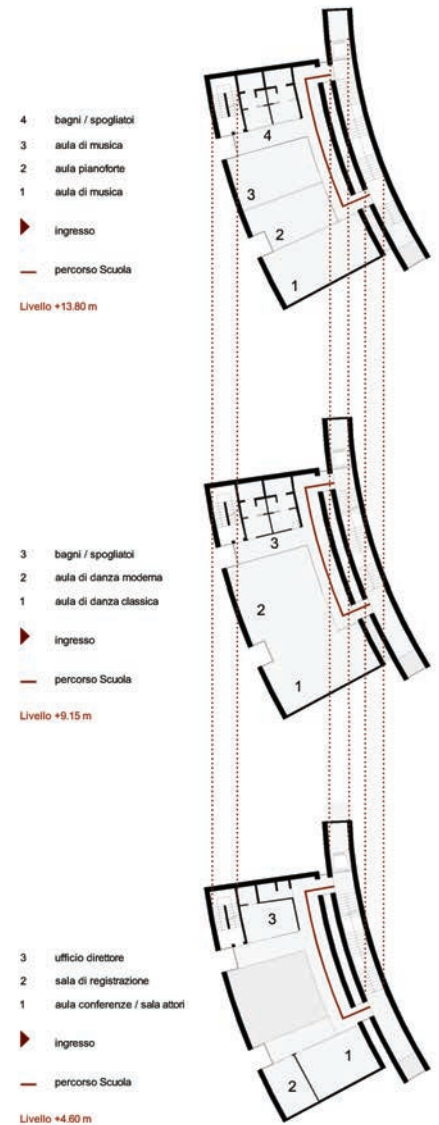 4 bagni / spogliatoi
3 aula di musica
2 aula pianoforte
1 aula di musica
ingresso
percorso Scuola
Livello +13.80 m
4
3
2
1
3 bagni / spogliatoi
2 aula di danza moderna
1 aula di danza classica
ingresso
percorso Scuola
Livello +9.15 m
3
2
1
3 ufficio direttore
2 sala di registrazione
1 aula conferenze / sala attori
ingresso
percorso Scuola
Livello +4.60 m
3
1
2